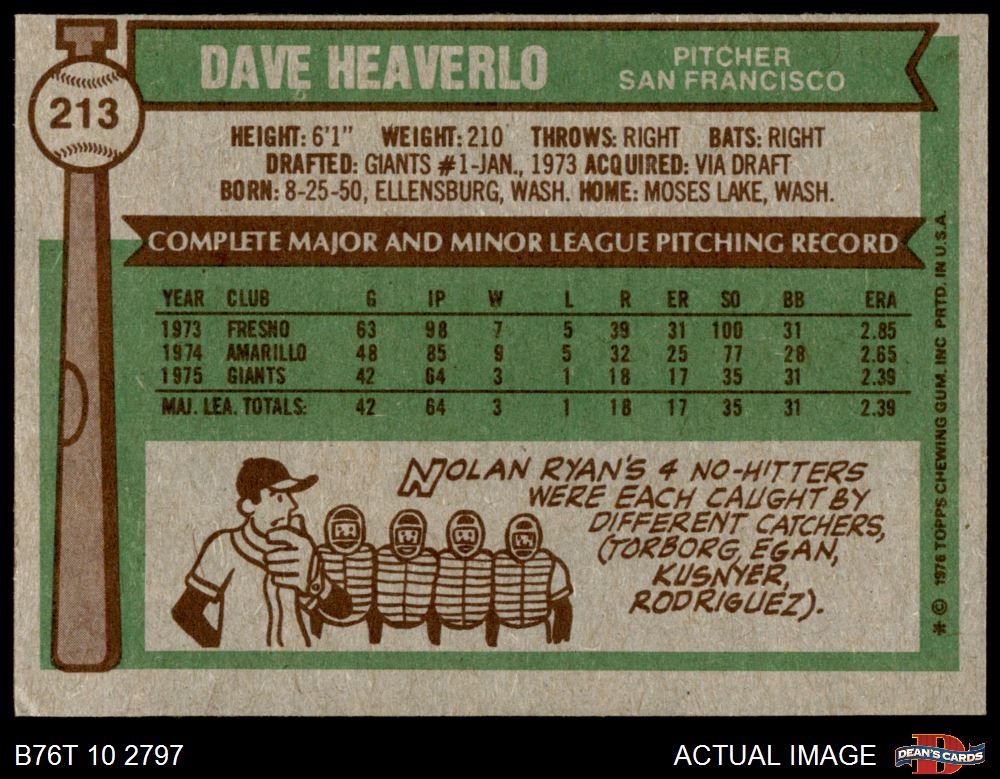 DAVE HEAVERLO
PITCHER
SAN FRANCISCO
213
HEIGHT: 6'1" WEIGHT: 210 THROWS: RIGHT BATS: RIGHT
DRAFTED: GIANTS #1-JAN., 1973 ACQUIRED: VIA DRAFT
BORN: 8-25-50, ELLENSBURG, WASH. HOME: MOSES LAKE, WASH.
COMPLETE MAJOR AND MINOR LEAGUE PITCHING RECORD
YEAR CLUB G IP W L R ER SO BB ERA
1973 FRESNO 63 98 7 5 39 31 100 31 2.85
1974 AMARILLO 48 85 9 5 32 25 77 28 2.65
1975 GIANTS 42 64 3 1 18 17 35 31 2.39
MAJ. LEA. TOTALS: 42 64 3 1 18 17 35 31 2.39
NOLAN RYAN'S 4 NO-HITTERS
WERE EACH CAUGHT BY
DIFFERENT CATCHERS,
(TORBORG, EGAN,
KUSNYER,
RODRIGUEZ).
* © 1976 TOPPS CHEWING GUM, INC PRTD. IN U.S.A.
B76T 10 2797
ACTUAL IMAGE
DEAN'S CARDS